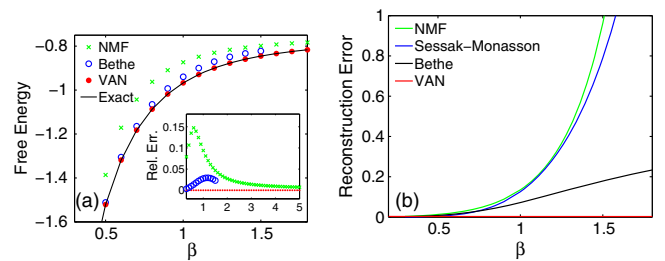 NMF
Bethe
VAN
Exact
Free Energy
−0.8
−1
−1.2
−1.4
−1.6
0.5
1
1.5
β
(a)
Rel. Err.
0.15
0.1
0.05
0
1 2 3 4 5
NMF
Sessak-Monasson
Bethe
VAN
Reconstruction Error
1
0.8
0.6
0.4
0.2
0
0.5
1
1.5
β
(b)